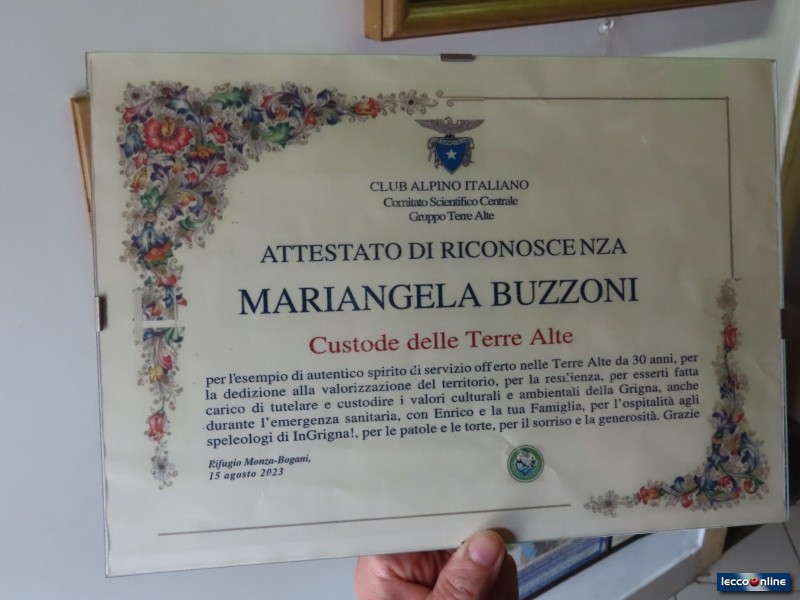 CLUB ALPINO ITALIANO
Comitato Scientifico Centrale
Gruppo Terre Alte
ATTESTATO DI RICONOSCENZA
MARIANGELA BUZZONI
Custode delle Terre Alte
per l'esempio di autentico spirito di servizio offerto nelle Terre Alte da 30 anni, per
la dedizione alla valorizzazione del territorio, per la resilienza, per esserti fatta
carico di tutelare e custodire i valori culturali e ambientali della Grigna, anche
durante l'emergenza sanitaria, con Enrico e la tua Famiglia, per l'ospitalità agli
speleologi di InGrigna!, per le patole e le torte, per il sorriso e la generosità. Grazie
Rifugio Monza-Bogani,
15 agosto 2023
leccoonline